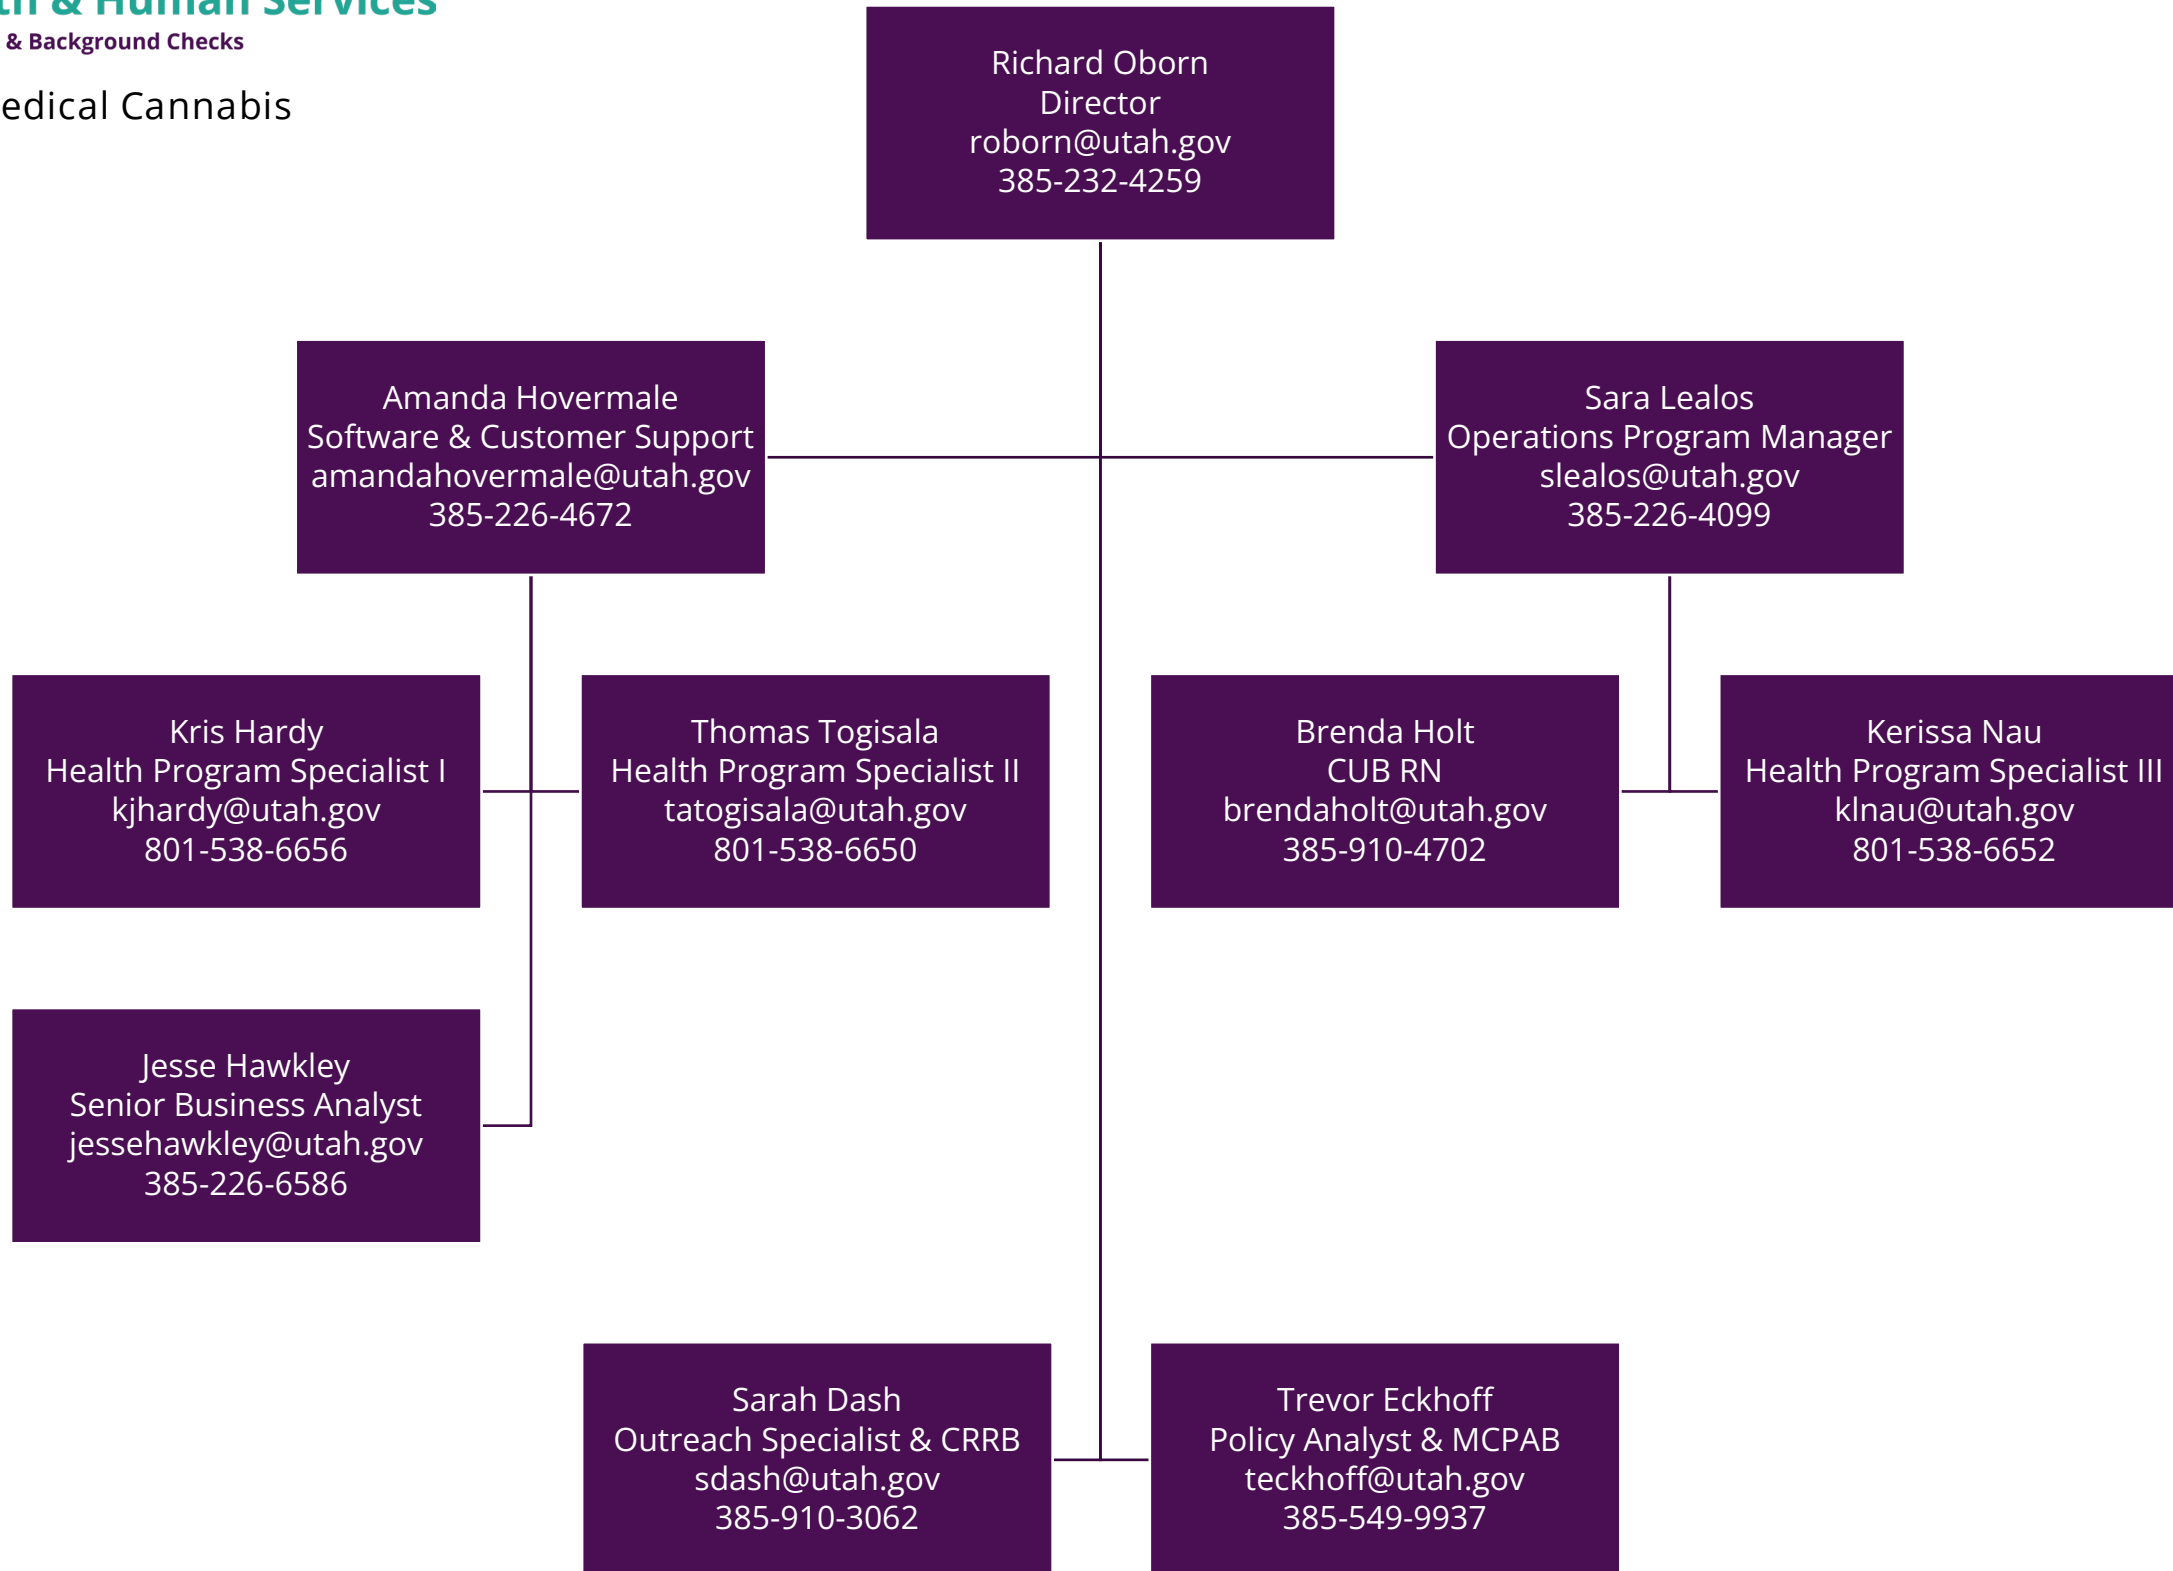 & Human Services
& Background Checks
Cannabis
Richard Oborn
Director
roborn@utah.gov
385-232-4259
Amanda Hovermale
Software & Customer Support
amandahovermale@utah.gov
385-226-4672
Sara Lealos
Operations Program Manager
slealos@utah.gov
385-226-4099
Kris Hardy
Health Program Specialist I
kjhardy@utah.gov
801-538-6656
Thomas Togisala
Health Program Specialist II
tatogisala@utah.gov
801-538-6650
Brenda Holt
CUB RN
brendaholt@utah.gov
385-910-4702
Kerissa Nau
Health Program Specialist III
klnau@utah.gov
801-538-6652
Jesse Hawkley
Senior Business Analyst
jessehawkley@utah.gov
385-226-6586
Sarah Dash
Outreach Specialist & CRRB
sdash@utah.gov
385-910-3062
Trevor Eckhoff
Policy Analyst & MCPAB
teckhoff@utah.gov
385-549-9937